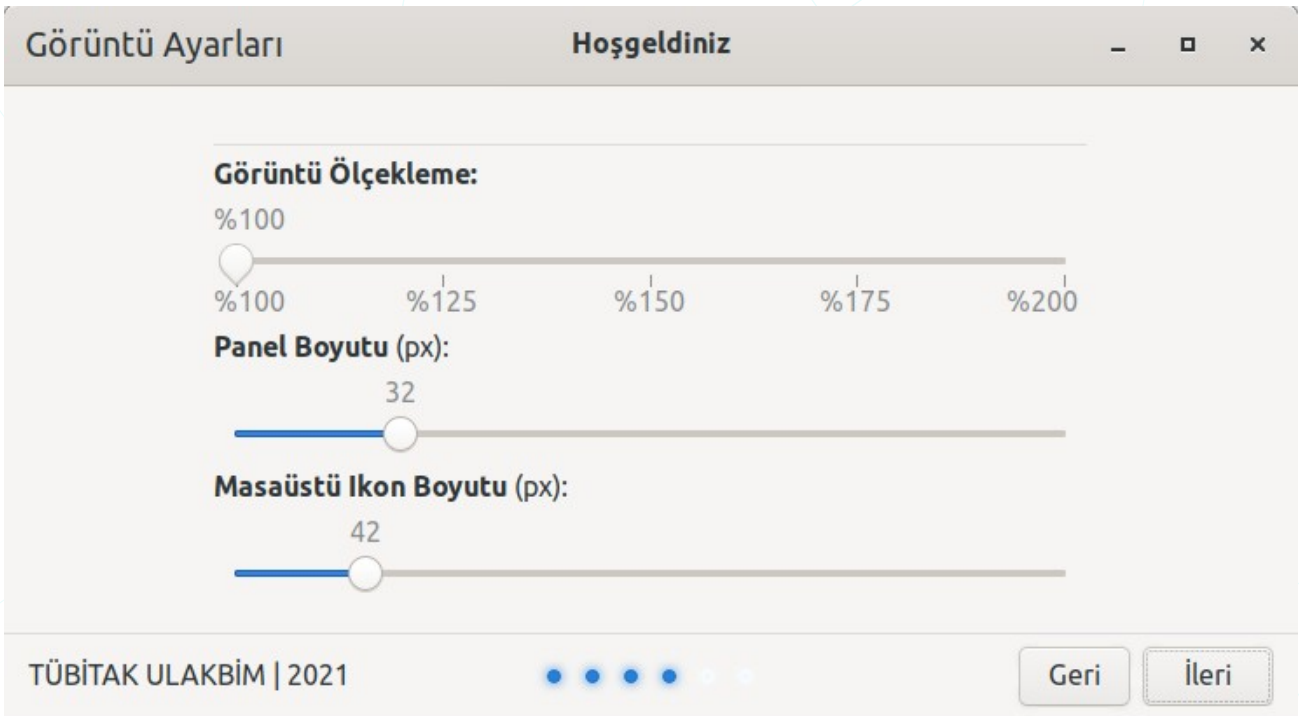 Görüntü Ayarları Hoşgeldiniz
Görüntü Ölçekleme:
%100
%100 %125 %150 %175 %200
Panel Boyutu (px):
32
Masaüstü Ikon Boyutu (px):
42
TÜBİTAK ULAKBİM | 2021 Geri İleri